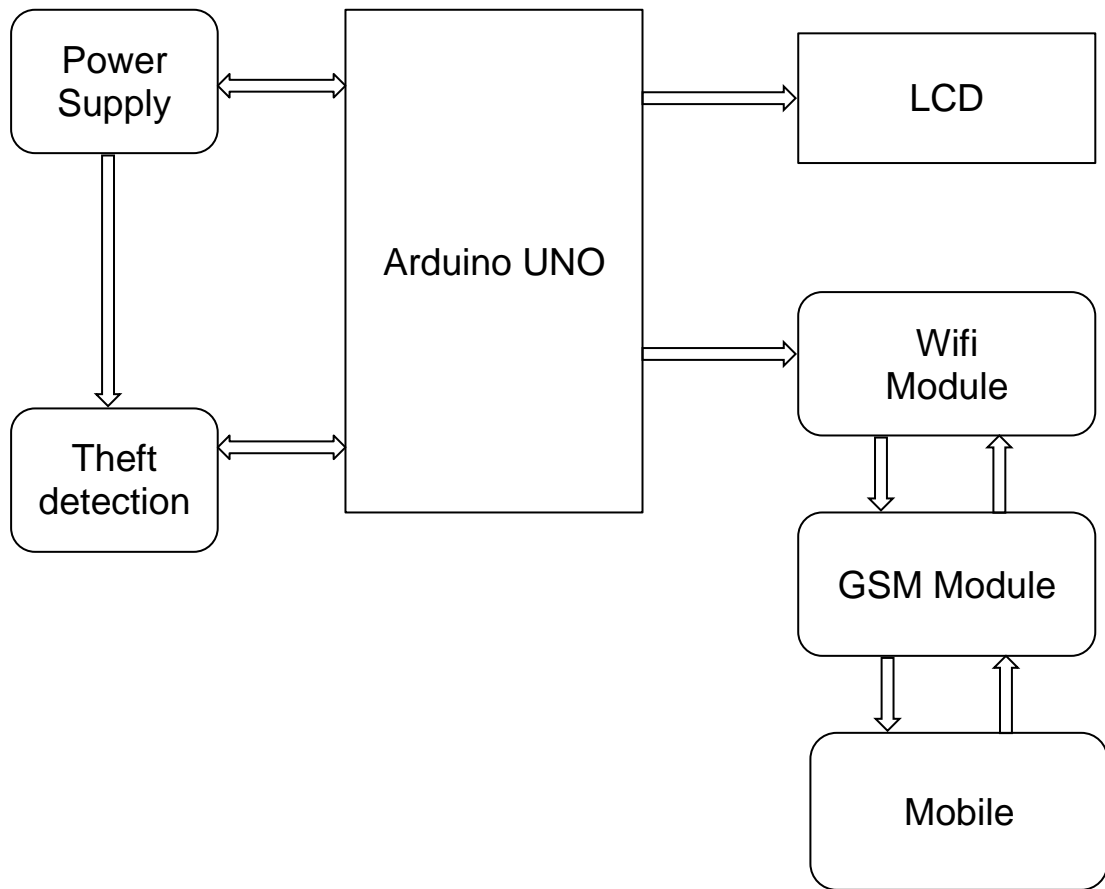 Power
Supply
LCD
Arduino UNO
Wifi
Module
Theft
detection
GSM Module
Mobile